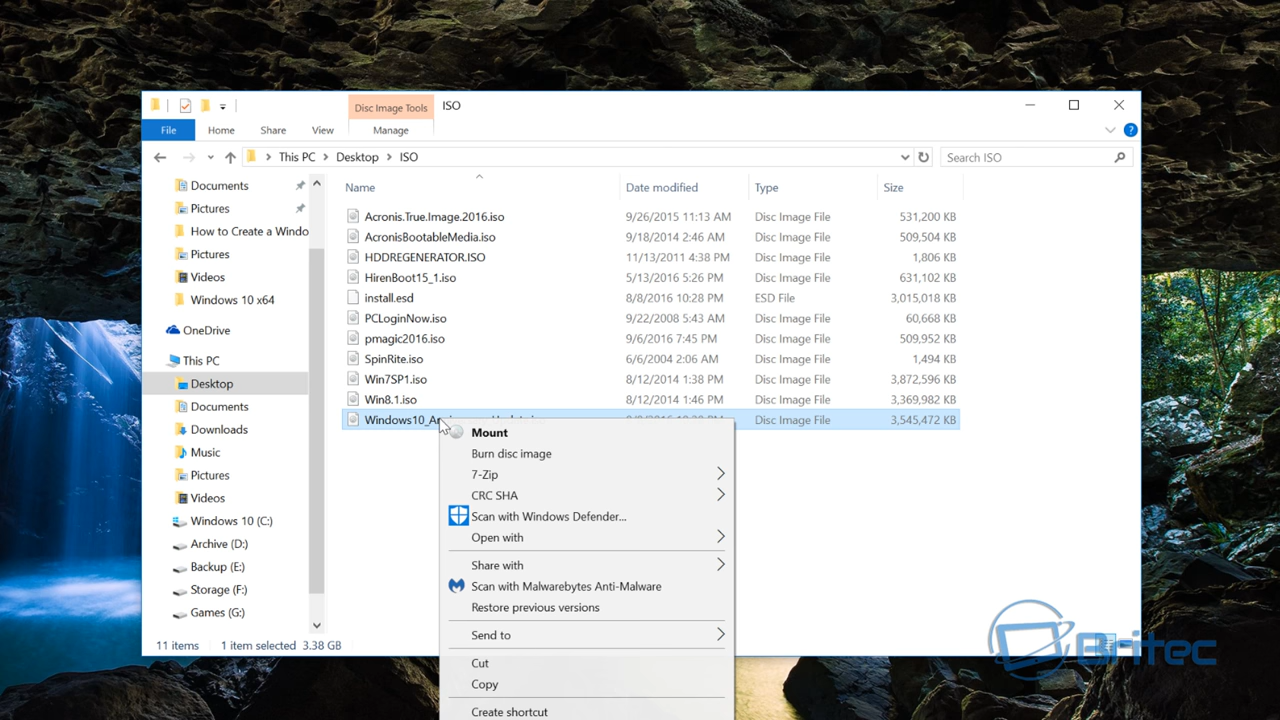 Disc Image Tools ISO
File Home Share View Manage
This PC Desktop ISO Search ISO
Documents
Pictures
How to Create a Windo
Pictures
Videos
Windows 10 x64
OneDrive
This PC
Desktop
Documents
Downloads
Music
Pictures
Videos
Windows 10 (C:)
Archive (D:)
Backup (E:)
Storage (F:)
Games (G:)
Name Date modified Type Size
Acronis.True.Image.2016.iso 9/26/2015 11:13 AM Disc Image File 531,200 KB
AcronisBootableMedia.iso 9/18/2014 2:46 AM Disc Image File 509,504 KB
HDDREGENERATOR.ISO 11/13/2011 4:38 PM Disc Image File 1,806 KB
HirenBoot15_1.iso 5/13/2016 5:26 PM Disc Image File 631,102 KB
install.esd 8/8/2016 10:28 PM ESD File 3,015,018 KB
PCLoginNow.iso 9/22/2008 5:43 AM Disc Image File 60,668 KB
pmagic2016.iso 9/6/2016 7:45 PM Disc Image File 509,952 KB
SpinRite.iso 6/6/2004 2:06 AM Disc Image File 1,494 KB
Win7SP1.iso 8/12/2014 1:38 PM Disc Image File 3,872,596 KB
Win8.1.iso 8/12/2014 1:46 PM Disc Image File 3,369,982 KB
Disc Image File 3,545,472 KB
Mount
Burn disc image
7-Zip
CRC SHA
Scan with Windows Defender...
Open with
Share with
Scan with Malwarebytes Anti-Malware
Restore previous versions
Send to
Cut
Copy
Create shortcut
11 items 1 item selected 3.38 GB
Britec